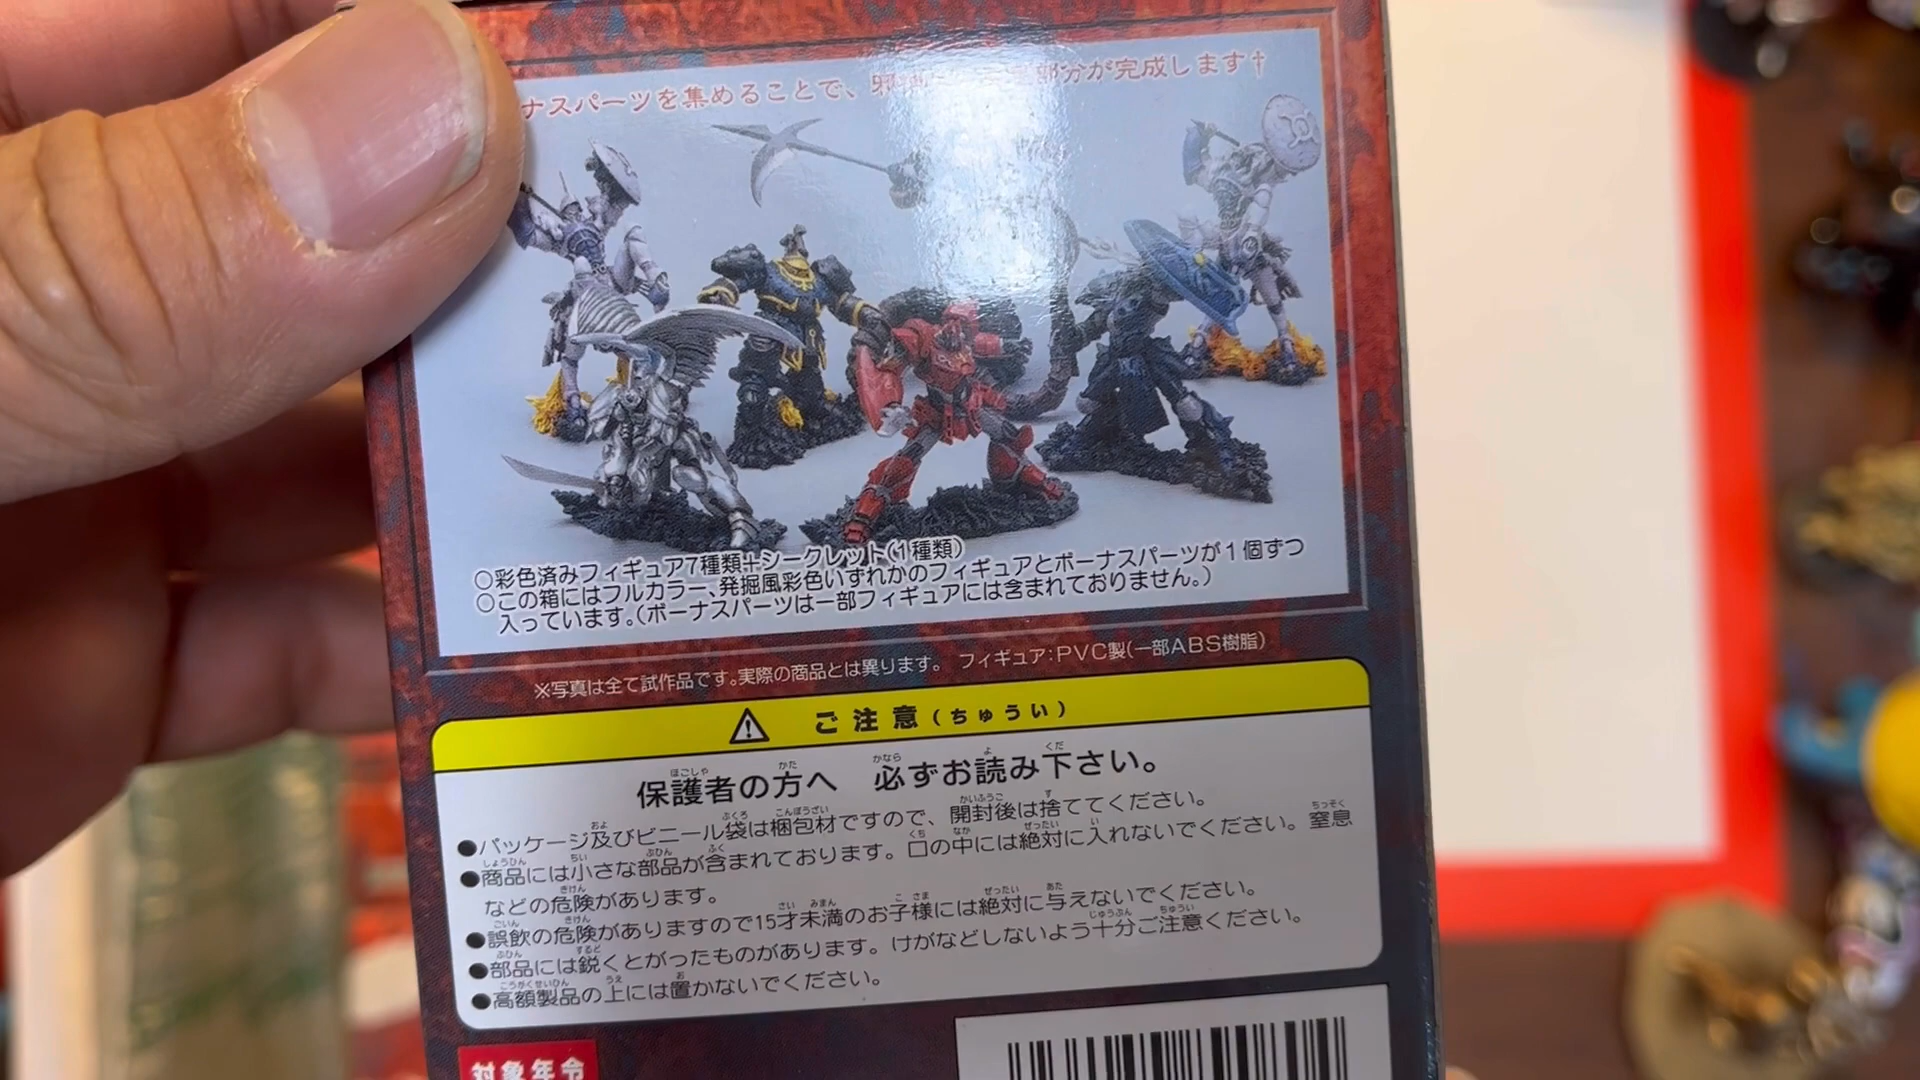 ナスパーツを集めることで、邪 部分が完成します†
○彩色済みフィギュア7種類+シークレット(1種類)
○この箱にはフルカラー、発掘風彩色いずれかのフィギュアとボーナスパーツが1個ずつ
入っています。(ボーナスパーツは一部フィギュアには含まれておりません。)
※写真は全て試作品です。実際の商品とは異ります。 フィギュア:PVC製(一部ABS樹脂)
ご注意(ちゅうい)
保護者の方へ 必ずお読み下さい。
●パッケージ及びビニール袋は梱包材ですので、開封後は捨ててください。
●商品には小さな部品が含まれております。口の中には絶対に入れないでください。窒息
などの危険があります。
●誤飲の危険がありますので15才未満のお子様には絶対に与えないでください。
●部品には鋭くとがったものがあります。けがなどしないよう十分ご注意ください。
●高額製品の上には置かないでください。
対象年令